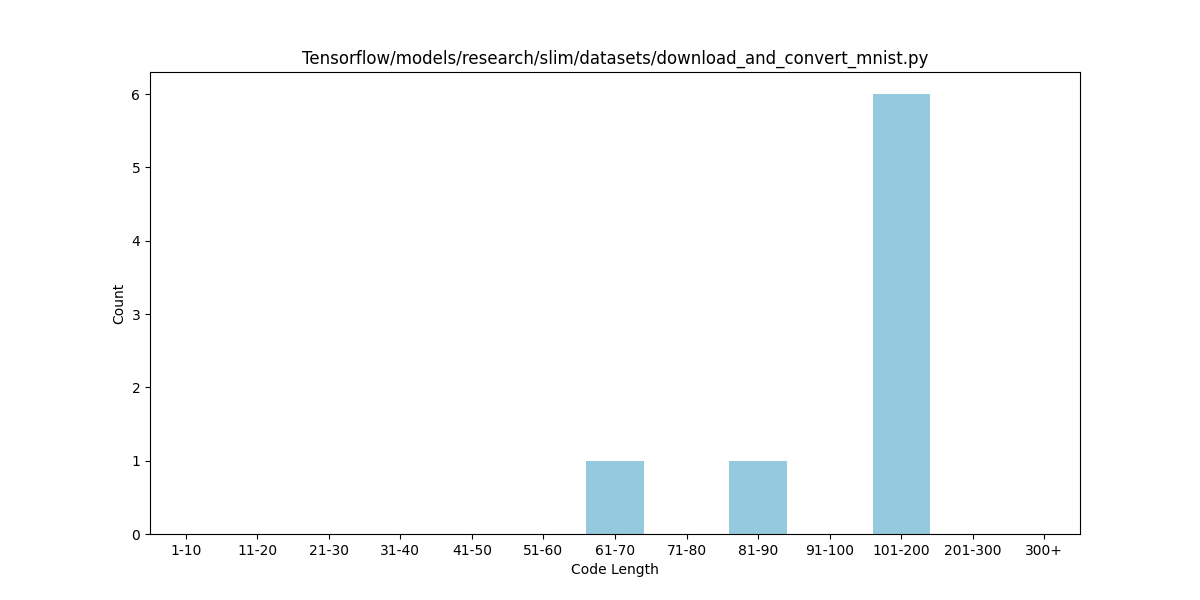 Tensorflow/models/research/slim/datasets/download_and_convert_mnist.py
6
5
4
3
2
1
0
Count
1-10 11-20 21-30 31-40 41-50 51-60 61-70 71-80 81-90 91-100 101-200 201-300 300+
Code Length